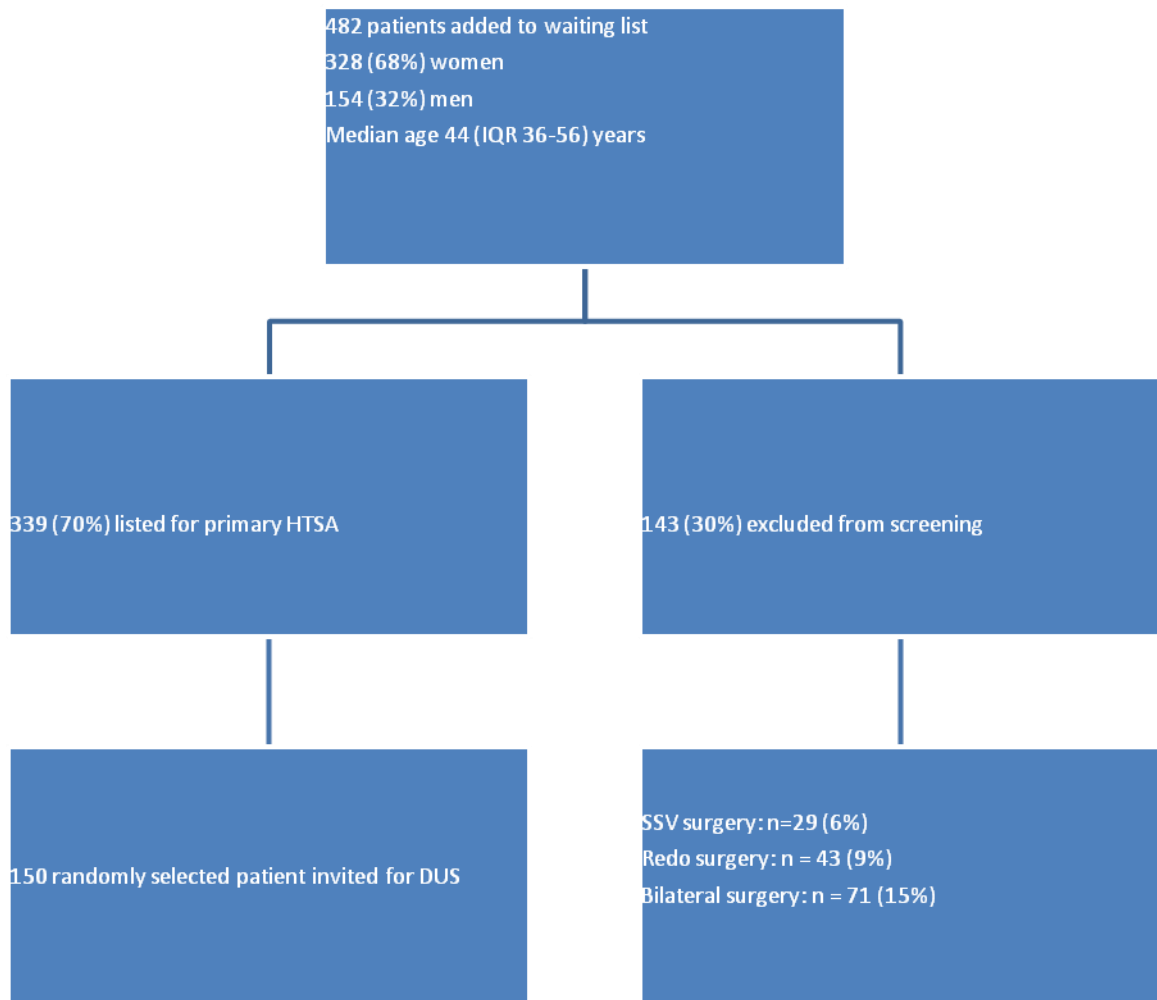 482 patients added to waiting list
328 (68%) women
154 (32%) men
Median age 44 (IQR 36-56) years
339 (70%) listed for primary HTSA
143 (30%) excluded from screening
150 randomly selected patient invited for DUS
SSV surgery: n=29 (6%)
Redo surgery: n = 43 (9%)
Bilateral surgery: n = 71 (15%)